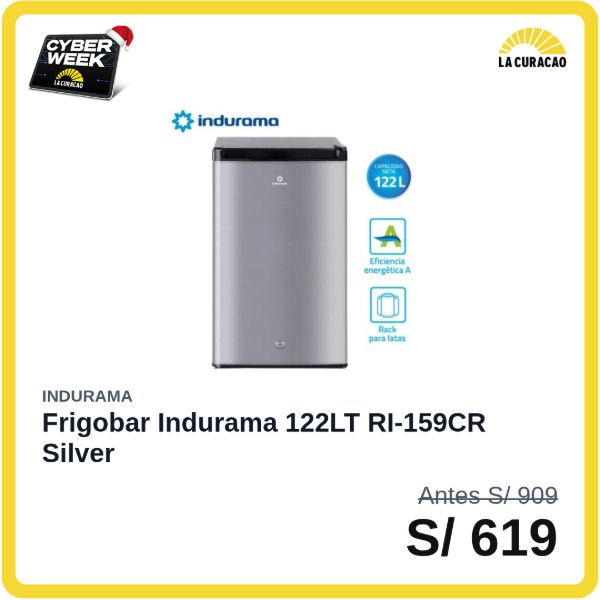 CYBER
WEEK
LA CURACAO
LA CURACAO
indurama
CAPACIDAD
NETA
122 L
indurama
A
Eficiencia
energética A
Rack
para latas
INDURAMA
Frigobar Indurama 122LT RI-159CR
Silver
Antes S/ 909
S/ 619